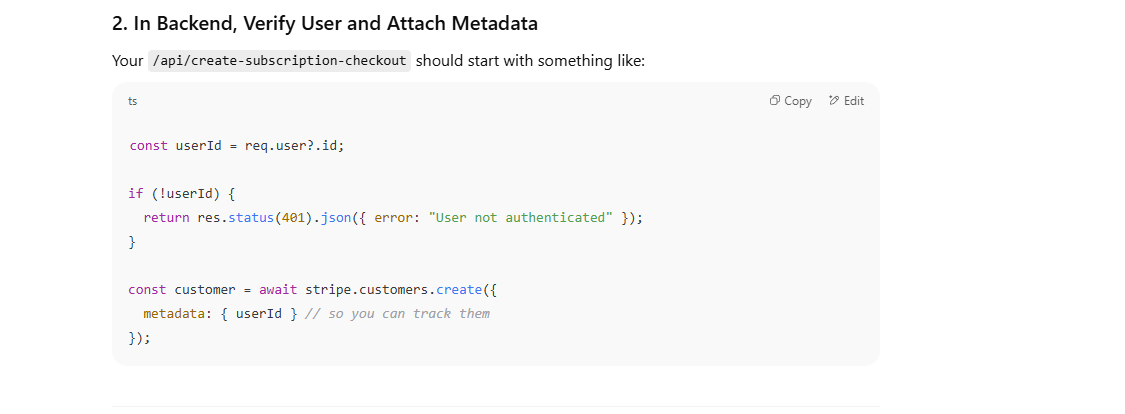 2. In Backend, Verify User and Attach Metadata
Your /api/create-subscription-checkout should start with something like:
ts
Copy
Edit
const userId = req.user?.id;
if (!userId) {
return res.status(401).json({ error: "User not authenticated" });
}
const customer = await stripe.customers.create({
metadata: { userId } // so you can track them
});